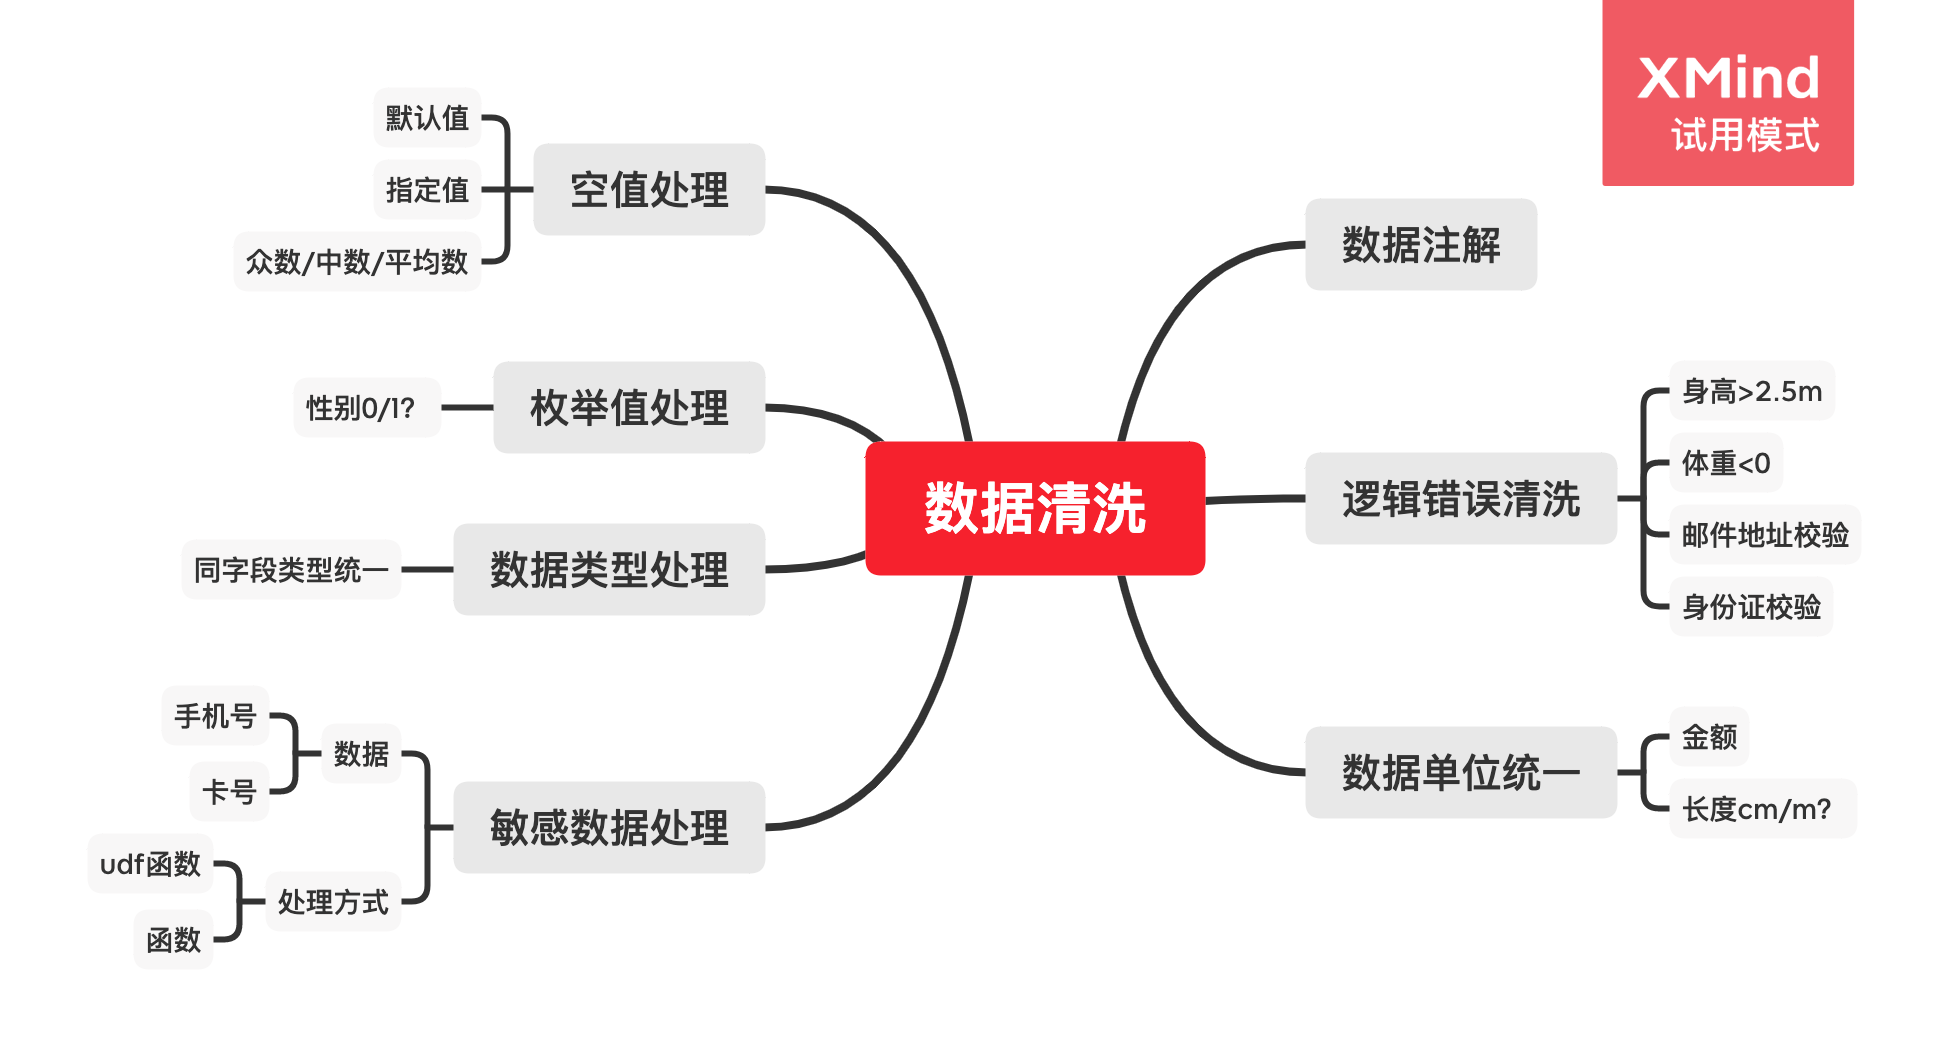 XMind
试用模式
数据清洗
数据注解
逻辑错误清洗
身高>2.5m
体重<0
邮件地址校验
身份证校验
数据单位统一
金额
长度cm/m?
空值处理
默认值
指定值
众数/中数/平均数
枚举值处理
性别0/1?
数据类型处理
同字段类型统一
敏感数据处理
数据
手机号
卡号
处理方式
udf函数
函数